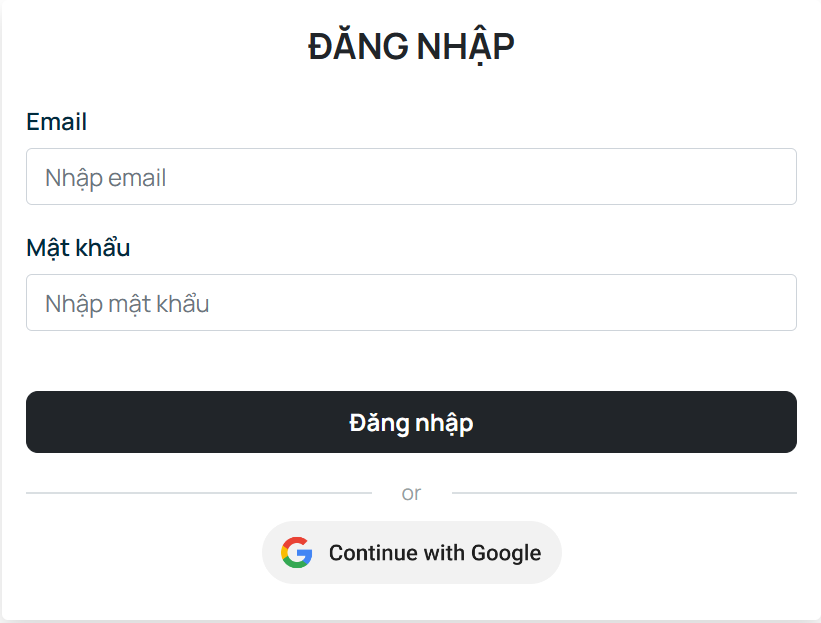 ĐĂNG NHẬP
Email
Nhập email
Mật khẩu
Nhập mật khẩu
Đăng nhập
or
Continue with Google